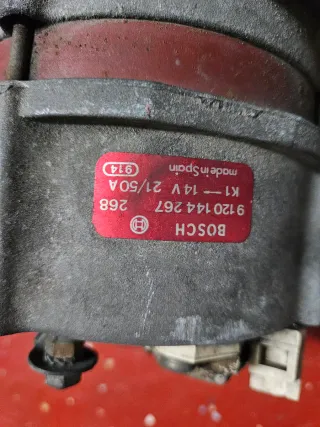 BOSCH
9 120 144 267 268
K1 — 14V 21/50A
made in Spain 914